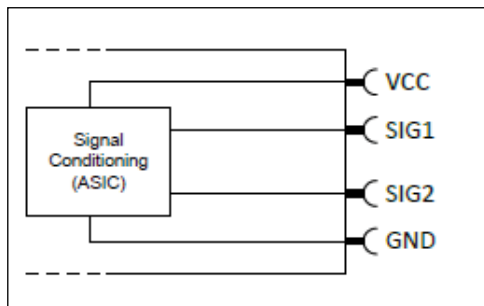 VCC
Signal
Conditioning
(ASIC)
SIG1
SIG2
GND